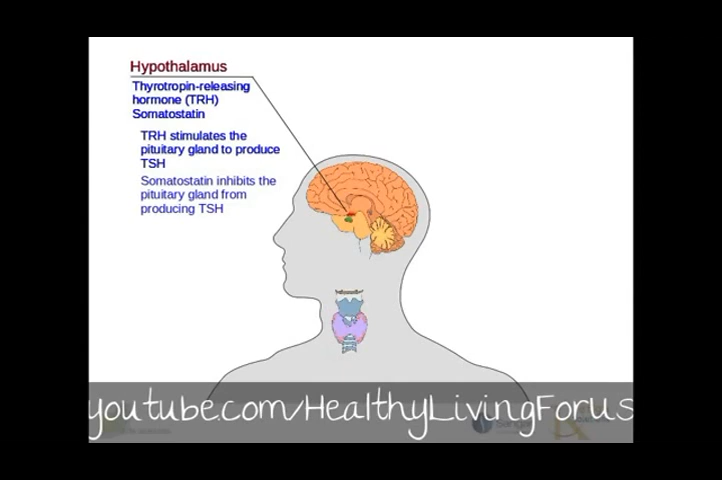 Hypothalamus
Thyrotropin-releasing
hormone (TRH)
Somatostatin
TRH stimulates the
pituitary gland to produce
TSH
Somatostatin inhibits the
pituitary gland from
producing TSH
youtube.com/HealthyLivingForUs